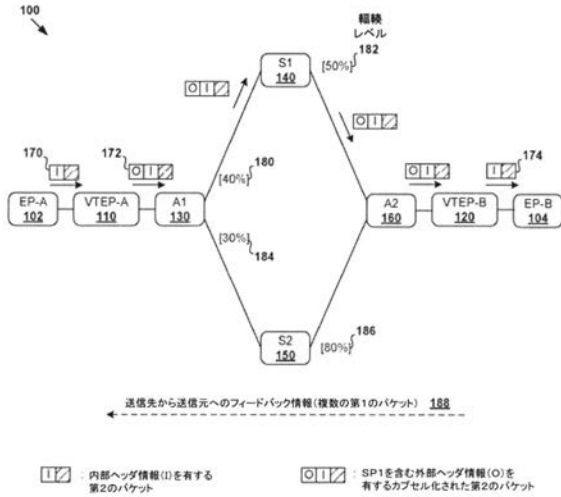 100
輻輳
レベル
182
S1
140
[50%]
O I
O I
170
172
180
174
I
O I
[40%]
O I
I
EP-A
102
VTEP-A
110
A1
130
A2
160
VTEP-B
120
EP-B
104
[30%]
184
S2
150
186
[80%]
送信先から送信元へのフィードバック情報(複数の第1のパケット) 188
I : 内部ヘッダ情報(I)を有する
第2のパケット
O I : SP1を含む外部ヘッダ情報(O)を
有するカプセル化された第2のパケット